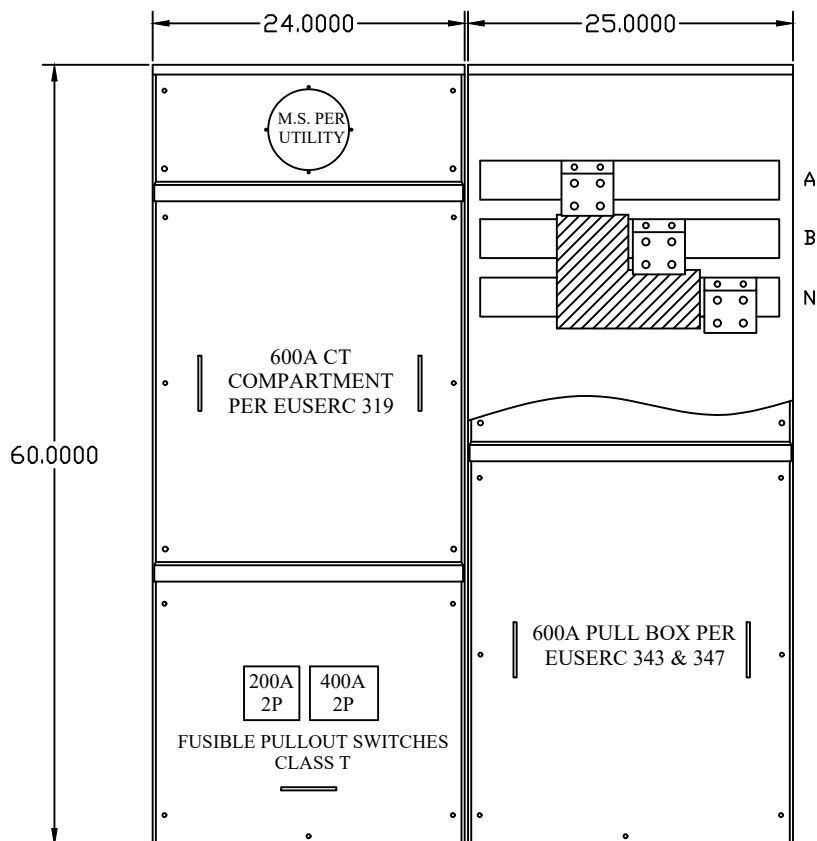 24.0000
25.0000
M.S. PER
UTILITY
A
B
N
600A CT
COMPARTMENT
PER EUSERC 319
60.0000
600A PULL BOX PER
EUSERC 343 & 347
200A
2P
400A
2P
FUSIBLE PULLOUT SWITCHES
CLASS T